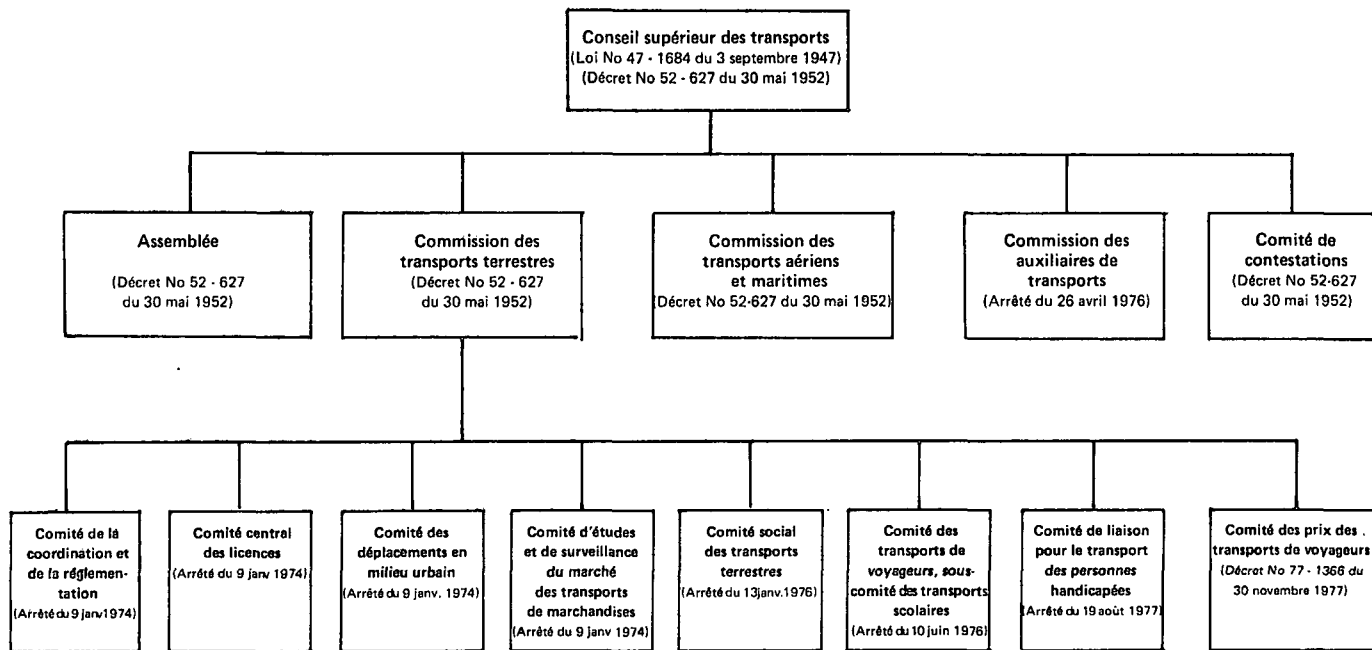 Conseil supérieur des transports
(Loi No 47 - 1684 du 3 septembre 1947)
(Décret No 52 - 627 du 30 mai 1952)
Assemblée
(Décret No 52 - 627
du 30 mai 1952)
Commission des
transports terrestres
(Décret No 52 - 627
du 30 mai 1952)
Commission des
transports aériens
et maritimes
(Décret No 52-627 du 30 mai 1952)
Commission des
auxiliaires de
transports
(Arrêté du 26 avril 1976)
Comité de
contestations
(Décret No 52-627
du 30 mai 1952)
Comité de la
coordination et
de la réglemen-
tation
(Arrêté du 9 janv 1974)
Comité central
des licences
(Arrêté du 9 janv 1974)
Comité des
déplacements en
milieu urbain
(Arrêté du 9 janv. 1974)
Comité d'études
et de surveillance
du marché
des transports
de marchandises
(Arrêté du 9 janv 1974)
Comité social
des transports
terrestres
(Arrêté du 13 janv. 1976)
Comité des
transports de
voyageurs, sous-
comité des transports
scolaires
(Arrêté du 10 juin 1976)
Comité de liaison
pour le transport
des personnes
handicapées
(Arrêté du 19 août 1977)
Comité des prix des
transports de voyageurs
(Décret No 77 - 1366 du
30 novembre 1977)